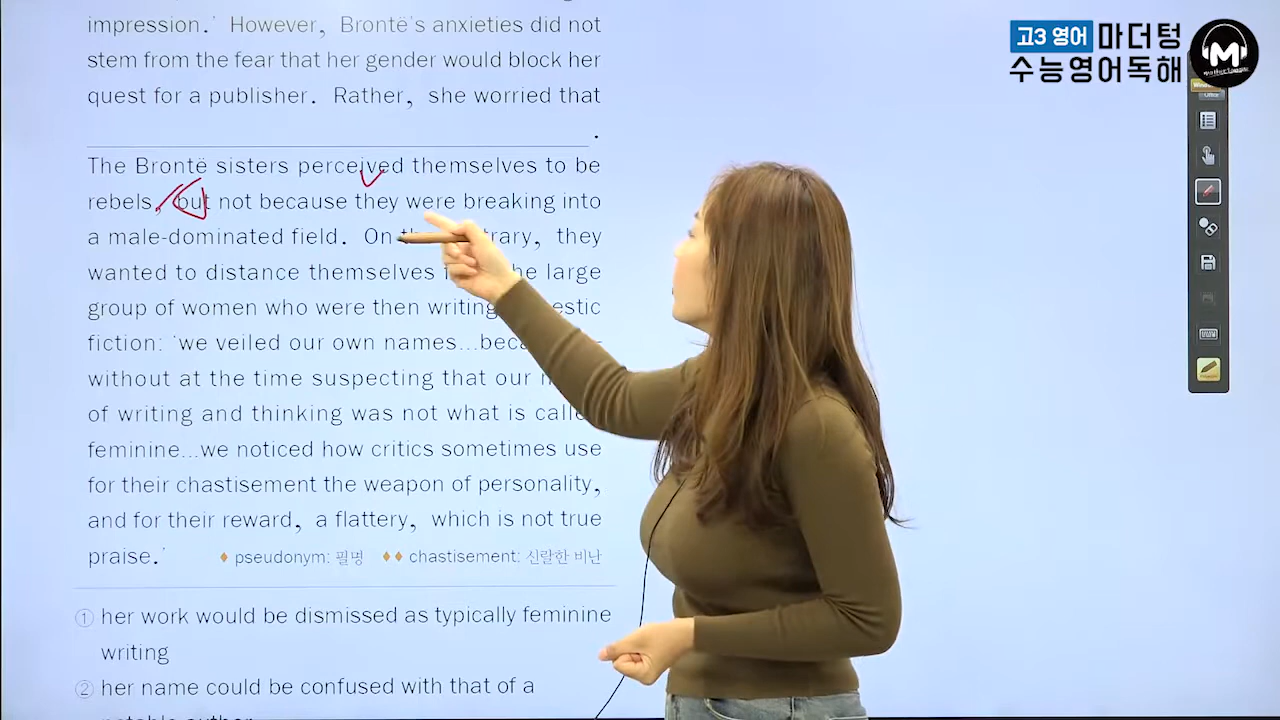 impression.' However, Brontë's anxieties did not
stem from the fear that her gender would block her
quest for a publisher. Rather, she worried that
.
The Brontë sisters perceived themselves to be
rebels, but not because they were breaking into
a male-dominated field. On they
wanted to distance themselves large
group of women who were then writing
fiction: 'we veiled our own names...
without at the time suspecting that our
of writing and thinking was not what is
feminine...we noticed how critics sometimes use
for their chastisement the weapon of personality,
and for their reward, a flattery, which is not true
praise.' ♦ pseudonym: 필명 ♦♦ chastisement: 신랄한 비난
① her work would be dismissed as typically feminine
writing
② her name could be confused with that of a
고3 영어 마더텅
수능영어독해
M